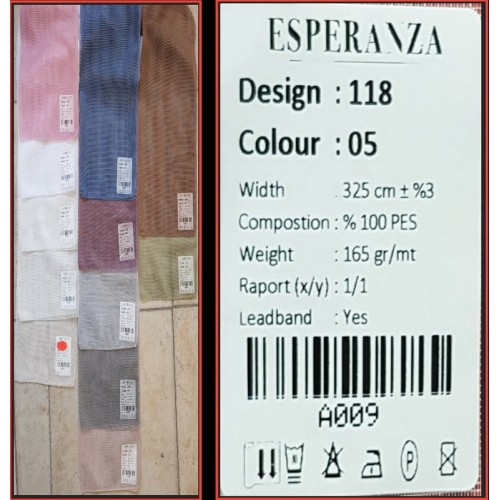 ESPERANZA
Design : 118
Colour : 05
Width : 325 cm ± %3
Compostion : % 100 PES
Weight : 165 gr/mt
Raport (x/y) : 1/1
Leadband : Yes
A009
P